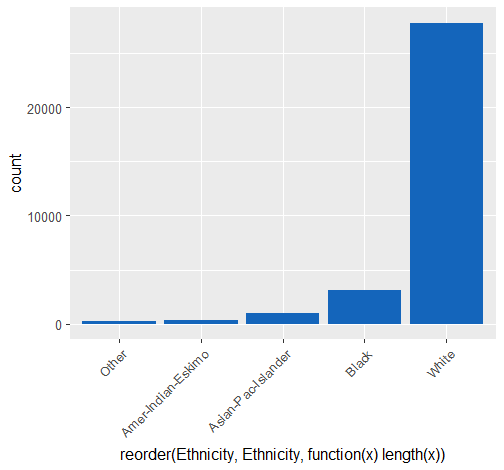 count
20000
10000
0
Other
Amer-Indian-Eskimo
Asian-Pac-Islander
Black
White
reorder(Ethnicity, Ethnicity, function(x) length(x))